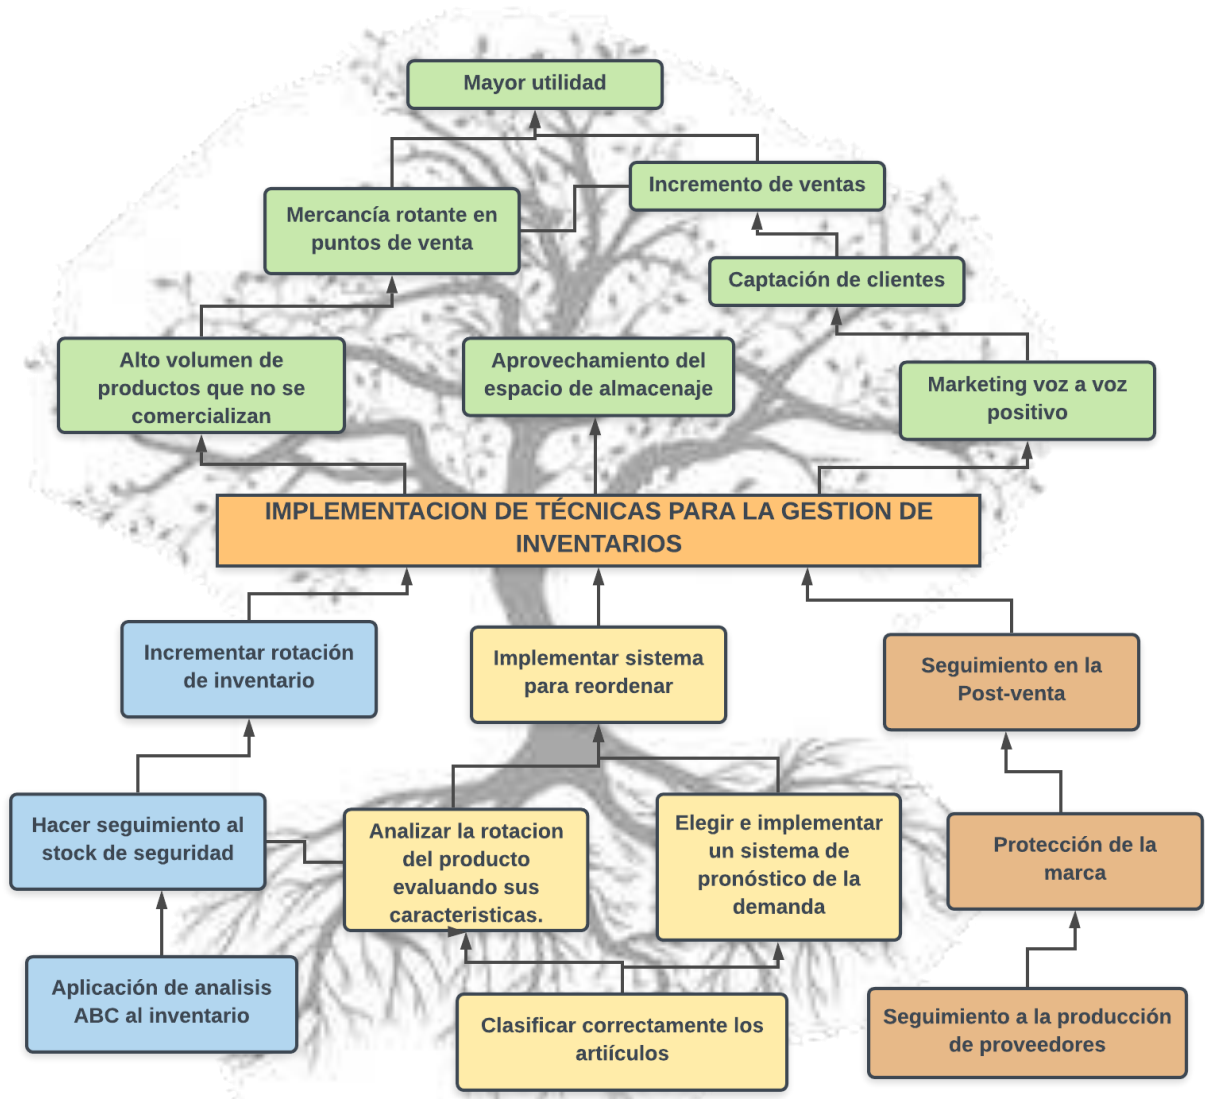 Mayor utilidad
Incremento de ventas
Mercancía rotante en
puntos de venta
Captación de clientes
Alto volumen de
productos que no se
comercializan
Aprovechamiento del
espacio de almacenaje
Marketing voz a voz
positivo
IMPLEMENTACION DE TÉCNICAS PARA LA GESTION DE
INVENTARIOS
Incrementar rotación
de inventario
Implementar sistema
para reordenar
Seguimiento en la
Post-venta
Hacer seguimiento al
stock de seguridad
Analizar la rotacion
del producto
evaluando sus
caracteristicas.
Elegir e implementar
un sistema de
pronóstico de la
demanda
Protección de la
marca
Aplicación de analisis
ABC al inventario
Clasificar correctamente los
artiículos
Seguimiento a la producción
de proveedores